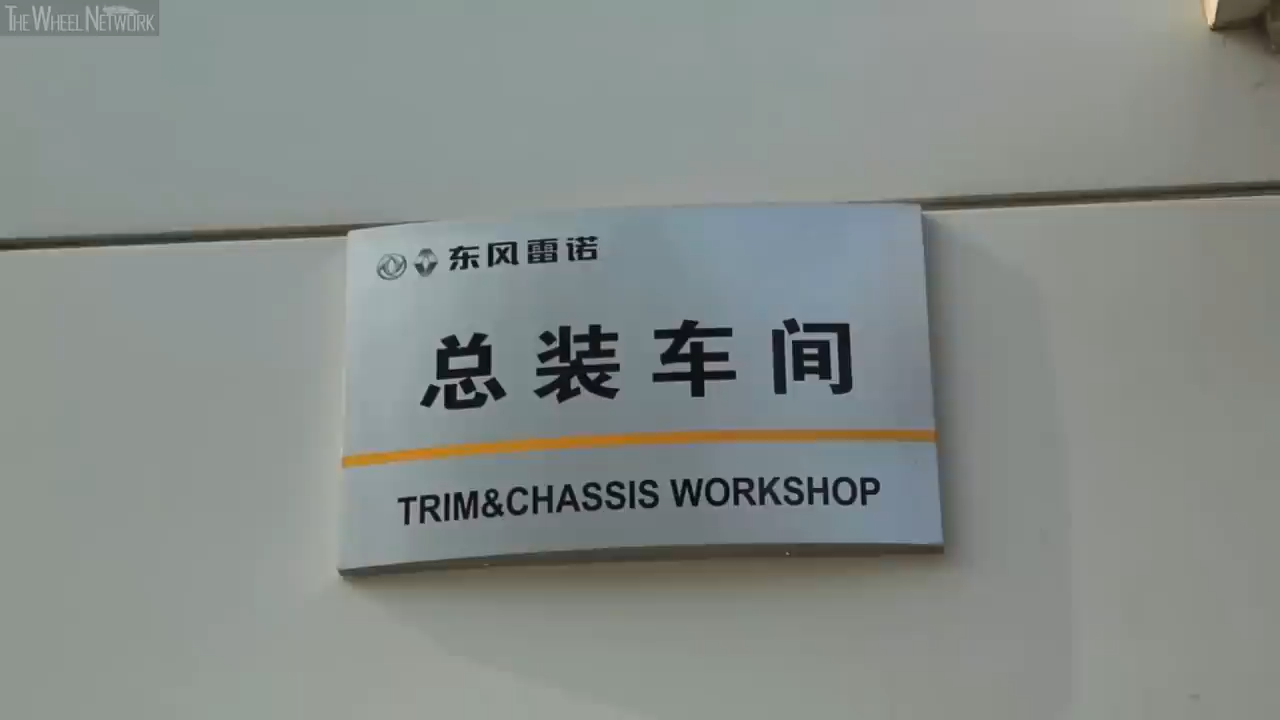 THE WHEEL NETWORK
东风雷诺
总装车间
TRIM&CHASSIS WORKSHOP